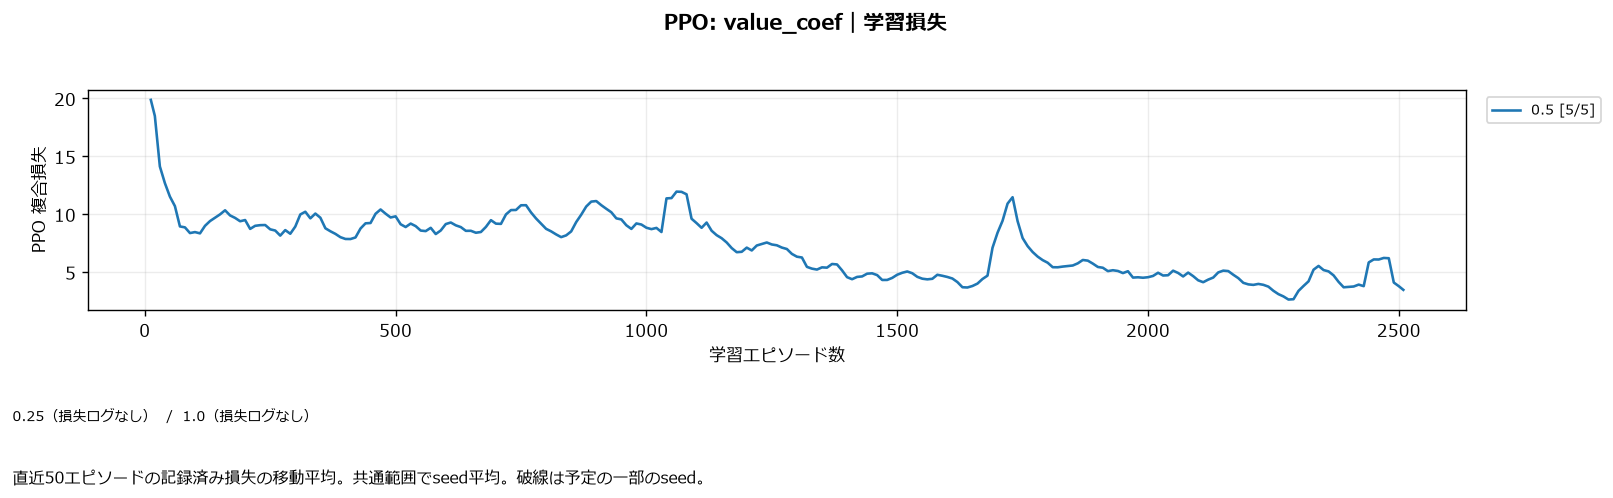 PPO: value_coef | 学習損失
20
15
10
5
PPO 複合損失
0
500
1000
1500
2000
2500
学習エピソード数
0.5 [5/5]
0.25（損失ログなし） / 1.0（損失ログなし）
直近50エピソードの記録済み損失の移動平均。共通範囲でseed平均。破線は予定の一部のseed。